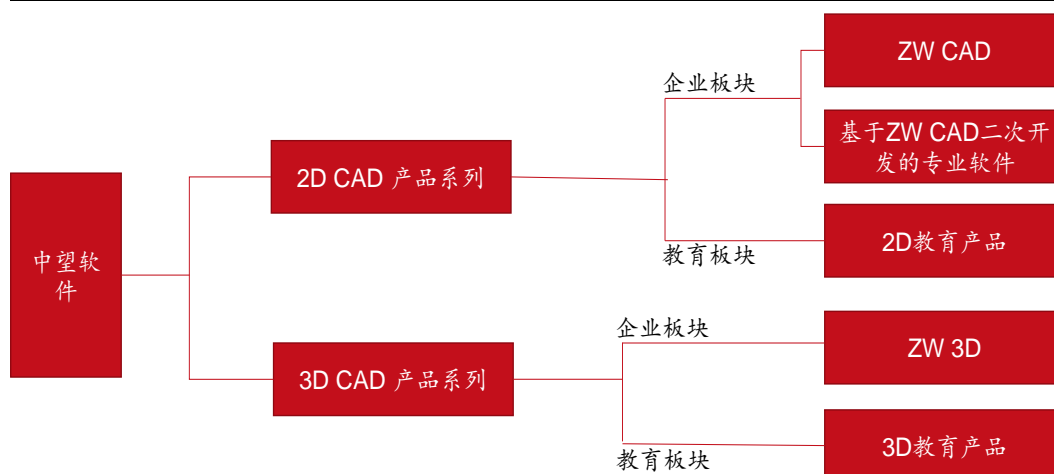 中望软
件
2D CAD 产品系列
3D CAD 产品系列
企业板块
教育板块
企业板块
教育板块
ZW CAD
基于ZW CAD二次开
发的专业软件
2D教育产品
ZW 3D
3D教育产品